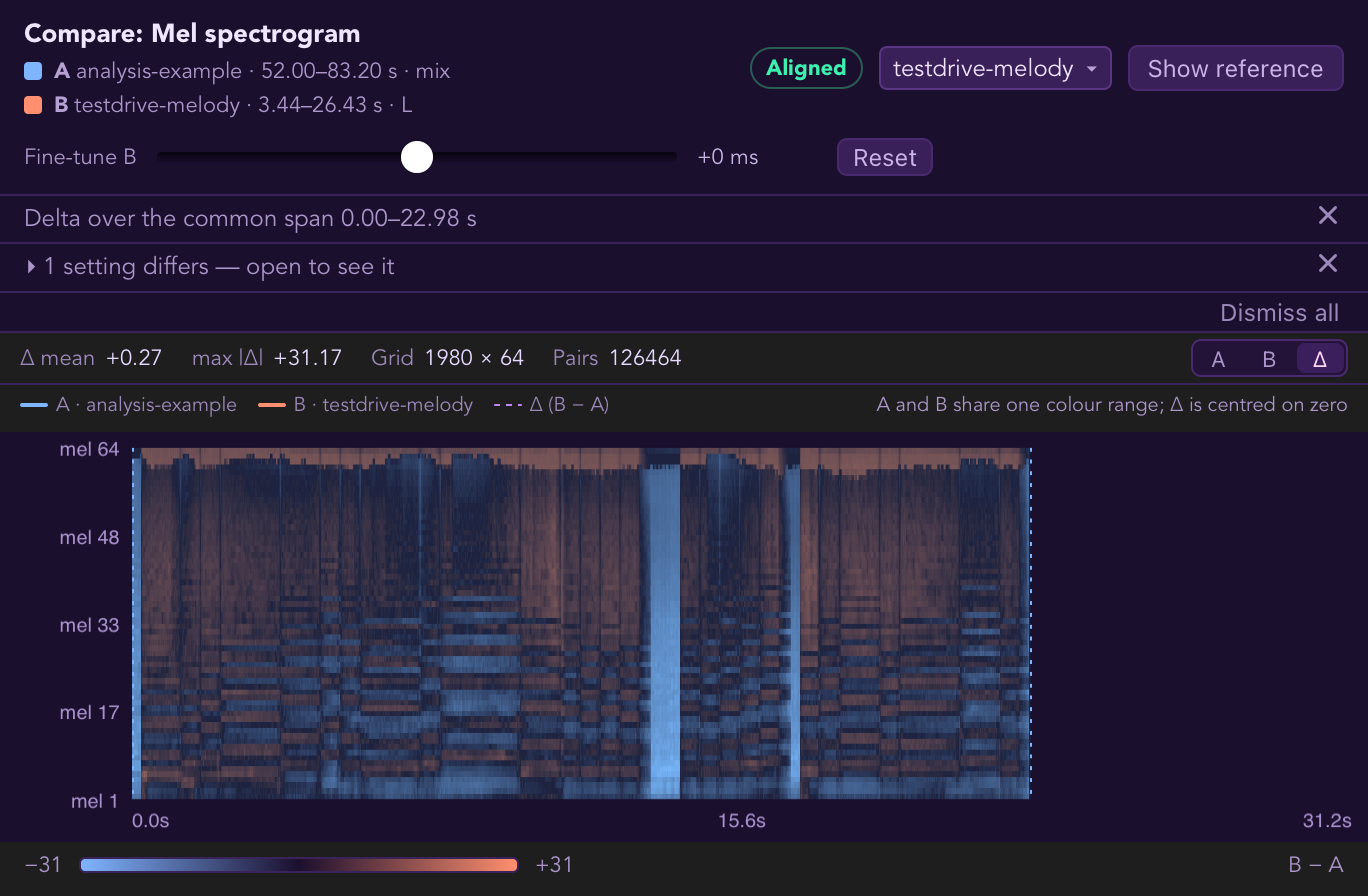 Compare: Mel spectrogram
A analysis-example · 52.00–83.20 s · mix
B testdrive-melody · 3.44–26.43 s · L
Aligned
testdrive-melody
Show reference
Fine-tune B
+0 ms
Reset
Delta over the common span 0.00–22.98 s
1 setting differs — open to see it
Dismiss all
Δ mean +0.27 max |Δ| +31.17 Grid 1980 × 64 Pairs 126464
A B Δ
A · analysis-example B · testdrive-melody Δ (B − A)
A and B share one colour range; Δ is centred on zero
mel 64
mel 48
mel 33
mel 17
mel 1
0.0s 15.6s 31.2s
−31 +31
B − A